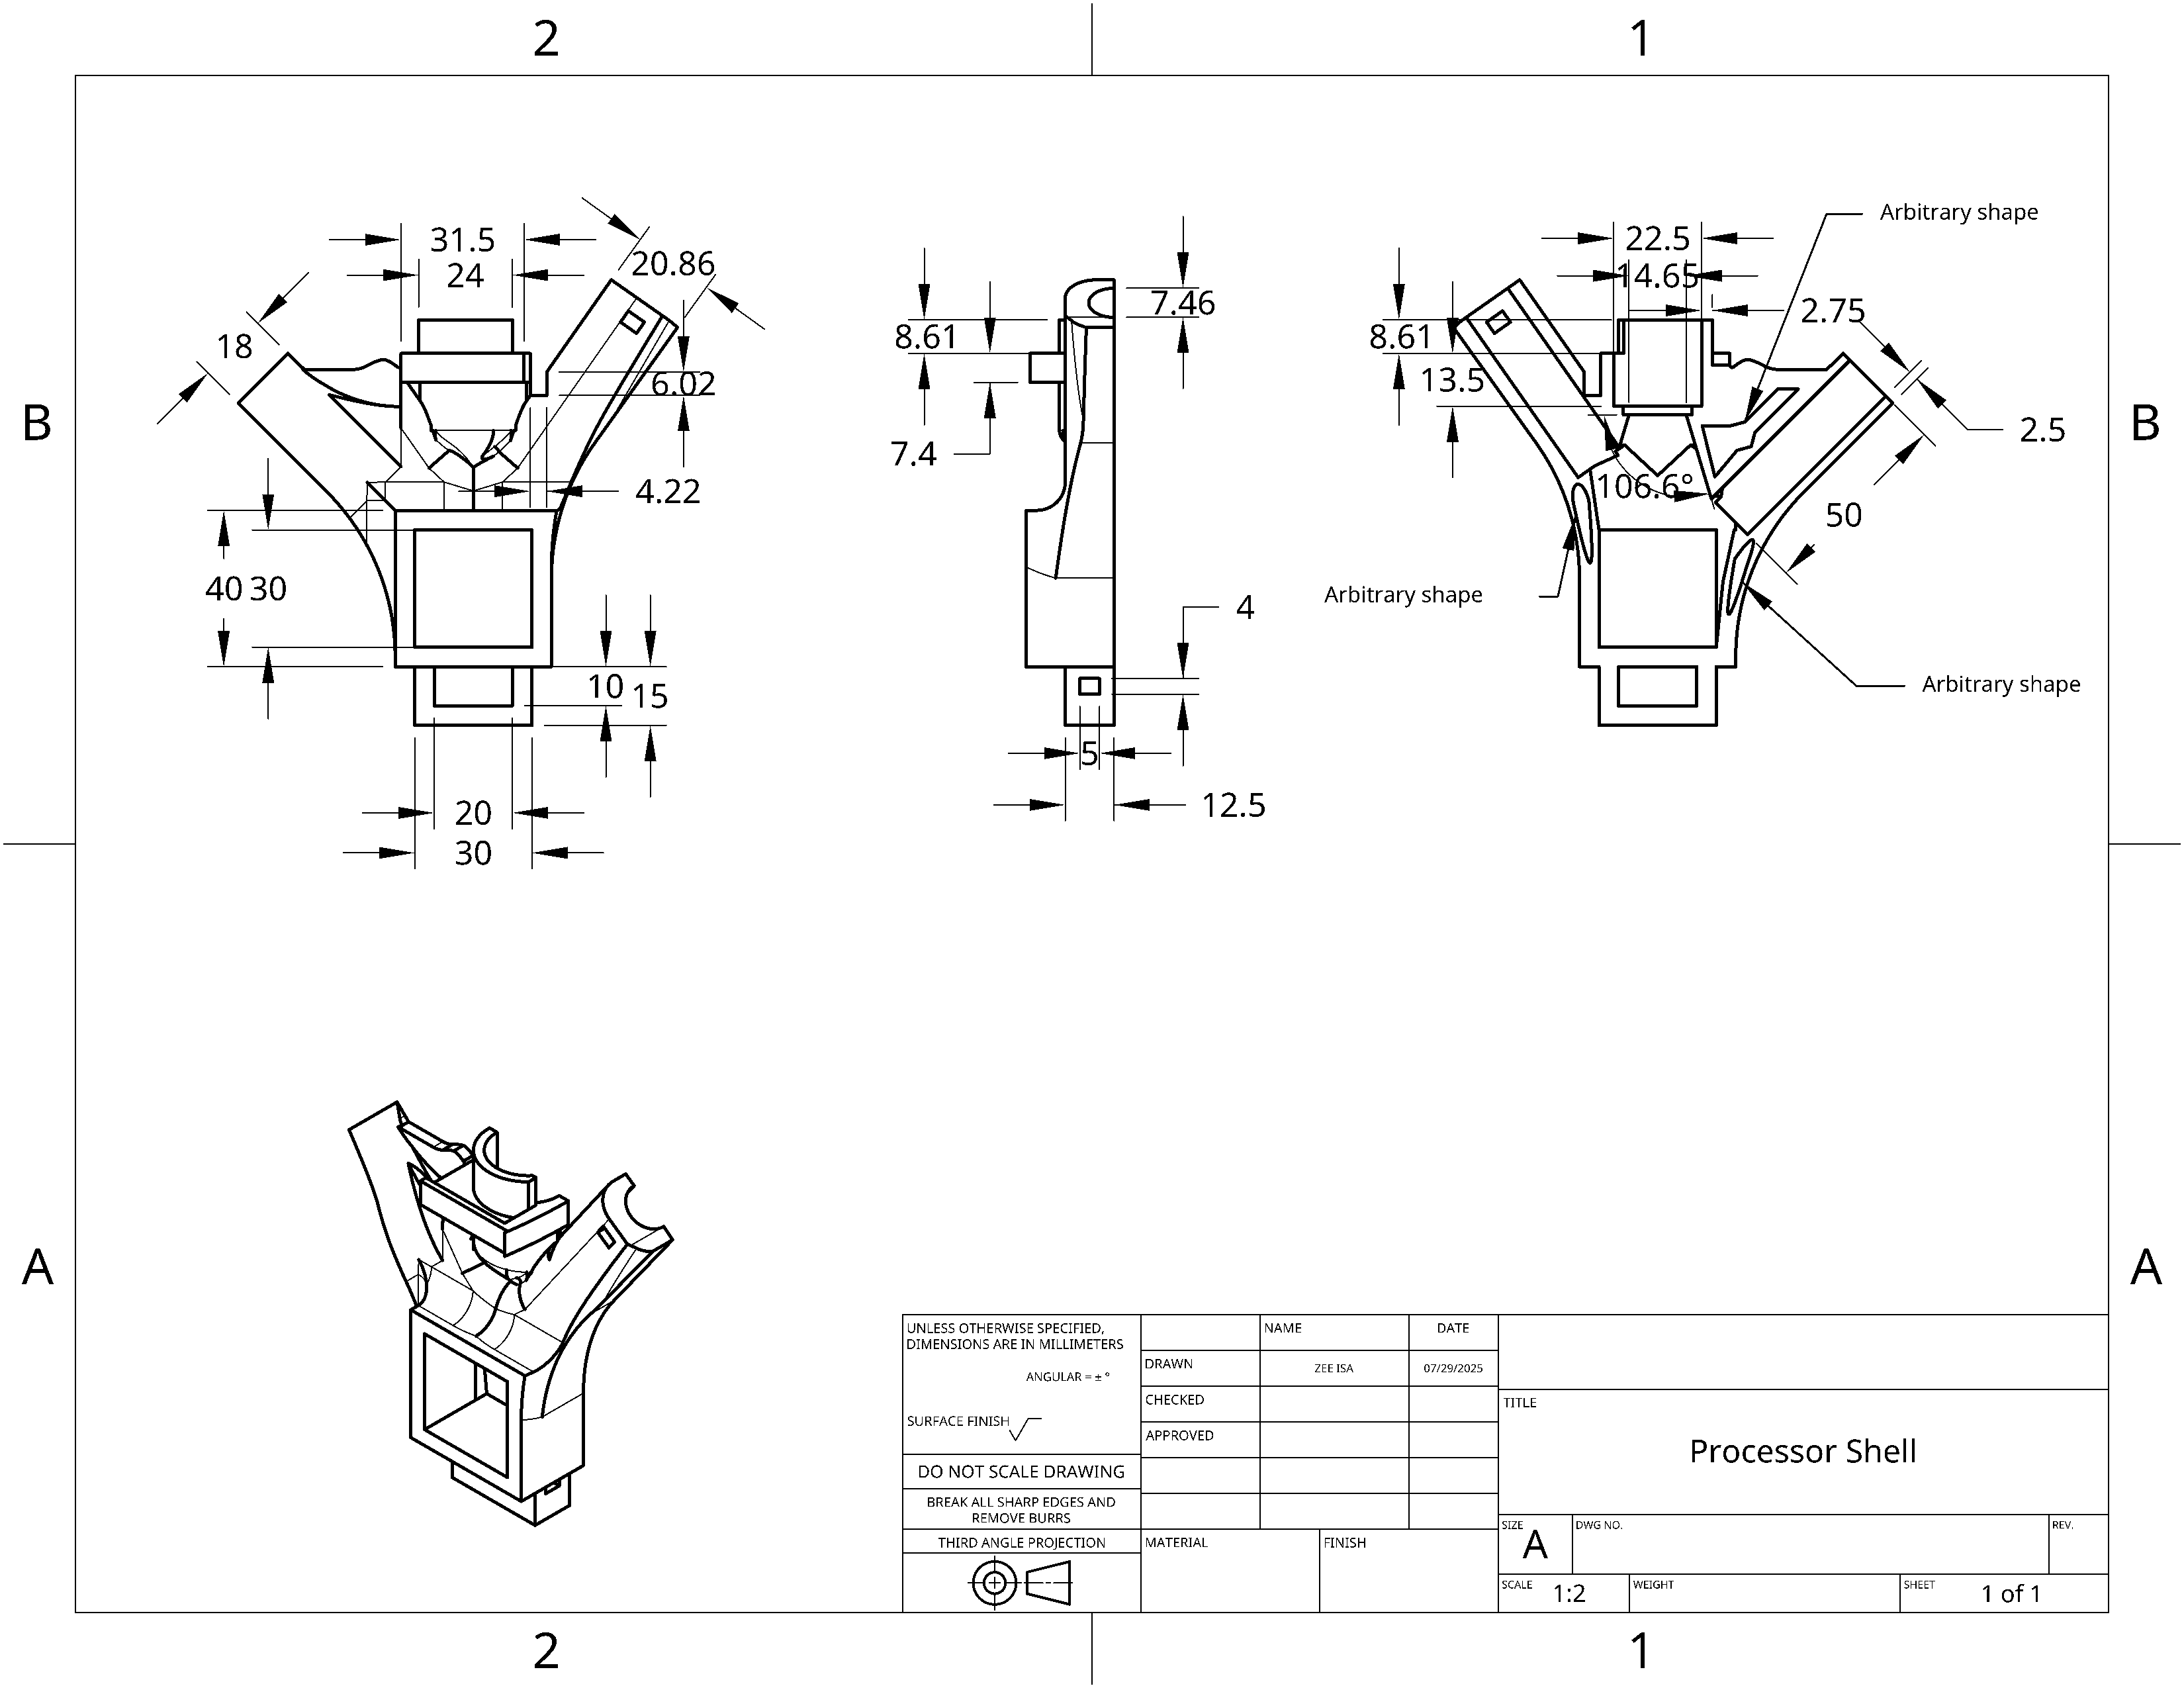 2
1
B
B
A
A
2
1
31.5
24
20.86
18
6.02
4.22
40
30
10
15
20
30
8.61
7.46
7.4
4
5
12.5
Arbitrary shape
22.5
14.65
2.75
8.61
13.5
2.5
106.6°
50
Arbitrary shape
Arbitrary shape
UNLESS OTHERWISE SPECIFIED,
DIMENSIONS ARE IN MILLIMETERS
ANGULAR = ± °
SURFACE FINISH
DO NOT SCALE DRAWING
BREAK ALL SHARP EDGES AND
REMOVE BURRS
THIRD ANGLE PROJECTION
NAME
DATE
DRAWN
ZEE ISA
07/29/2025
CHECKED
APPROVED
MATERIAL
FINISH
TITLE
Processor Shell
SIZE
A
DWG NO.
REV.
SCALE
1:2
WEIGHT
SHEET
1 of 1